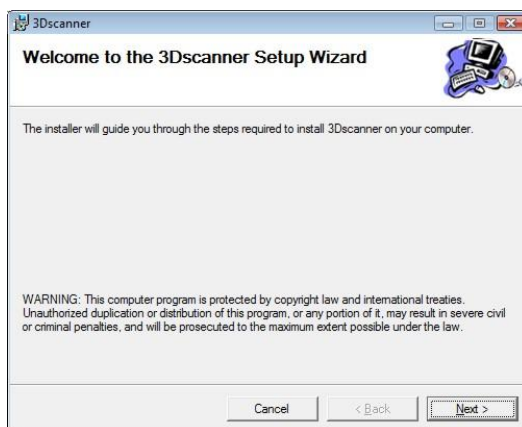 3Dscanner
Welcome to the 3Dscanner Setup Wizard
The installer will guide you through the steps required to install 3Dscanner on your computer.
WARNING: This computer program is protected by copyright law and international treaties.
Unauthorized duplication or distribution of this program, or any portion of it, may result in severe civil
or criminal penalties, and will be prosecuted to the maximum extent possible under the law.
Cancel
< Back
Next >